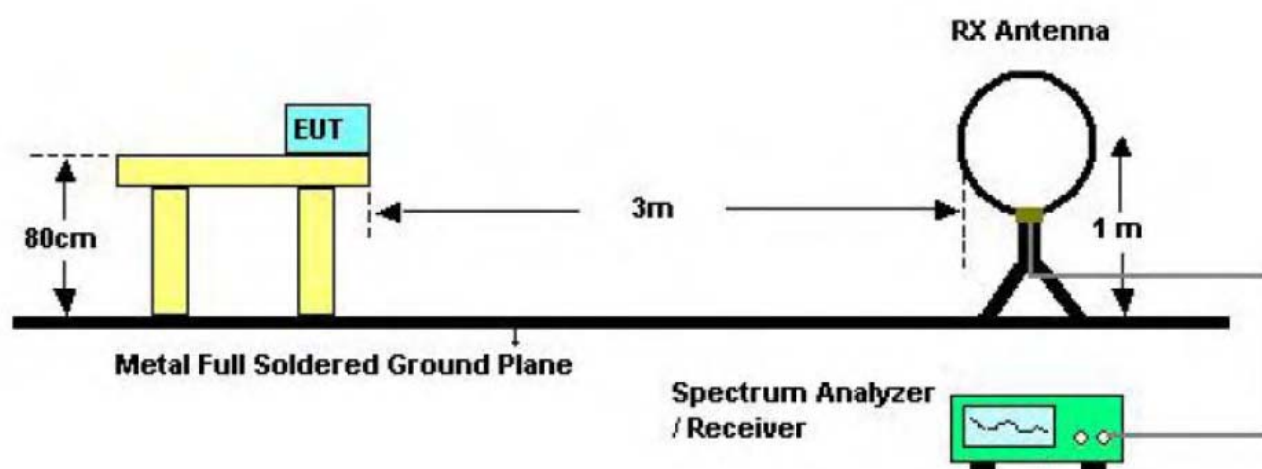 RX Antenna
EUT
3m
80cm
1 m
Metal Full Soldered Ground Plane
Spectrum Analyzer
/ Receiver